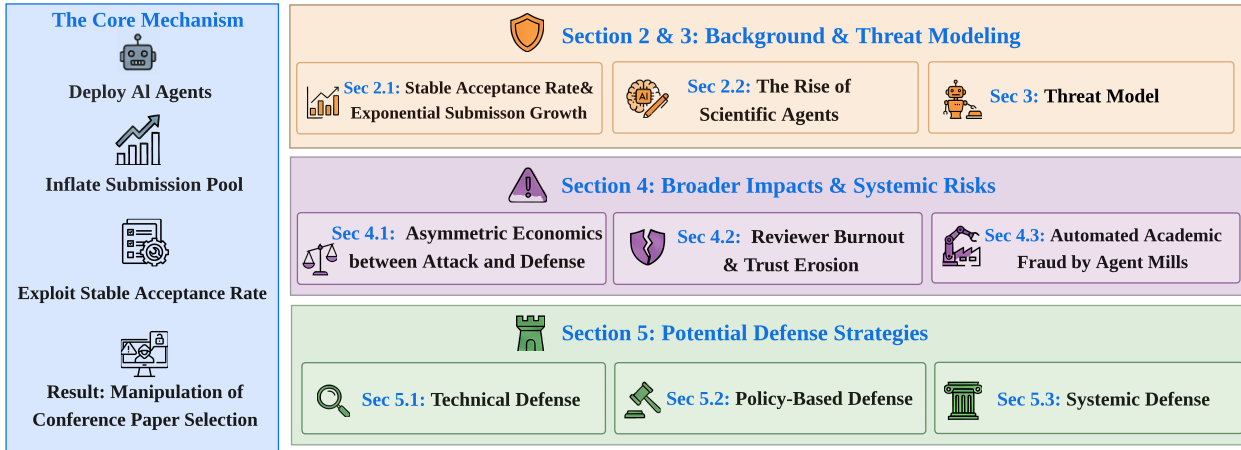 The Core Mechanism
Deploy AI Agents
Inflate Submission Pool
Exploit Stable Acceptance Rate
Result: Manipulation of
Conference Paper Selection
Section 2 & 3: Background & Threat Modeling
Sec 2.1: Stable Acceptance Rate&
Exponential Submisson Growth
AI
Sec 2.2: The Rise of
Scientific Agents
Sec 3: Threat Model
Section 4: Broader Impacts & Systemic Risks
Sec 4.1: Asymmetric Economics
between Attack and Defense
Sec 4.2: Reviewer Burnout
& Trust Erosion
Sec 4.3: Automated Academic
Fraud by Agent Mills
Section 5: Potential Defense Strategies
Sec 5.1: Technical Defense
Sec 5.2: Policy-Based Defense
Sec 5.3: Systemic Defense